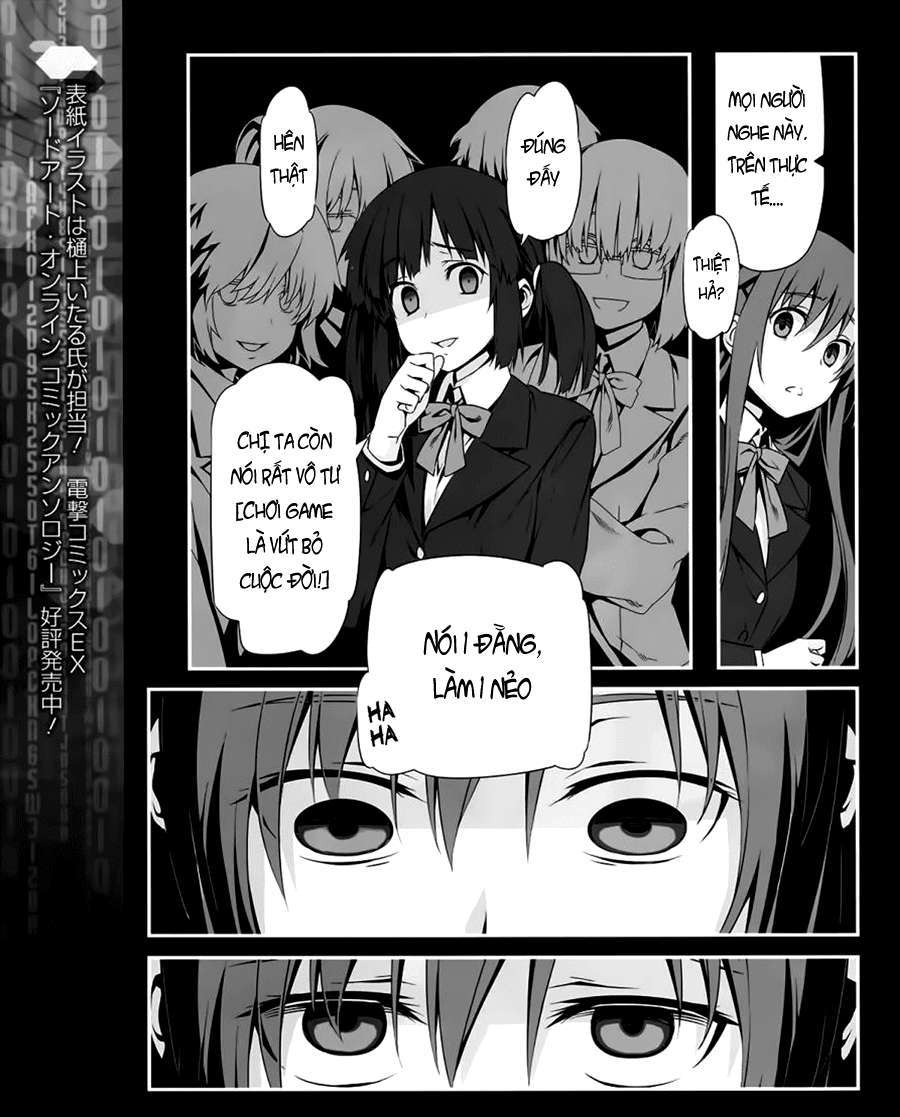 MỌI NGƯỜI
NGHE NÀY.
TRÊN THỰC
TẾ....
THIỆT
HẢ?
ĐÚNG
ĐẤY
HÊN
THẬT
CHỊ TA CÒN
NÓI RẤT VÔ TƯ
[CHƠI GAME
LÀ VỨT BỎ
CUỘC ĐỜI!]
NÓI 1 ĐẰNG,
LÀM 1 NẺO
HA
HA
表紙イラストは樋上いたる氏が担当! 電撃コミックスEX
『ソードアート・オンライン コミックアンソロジー』好評発売中!